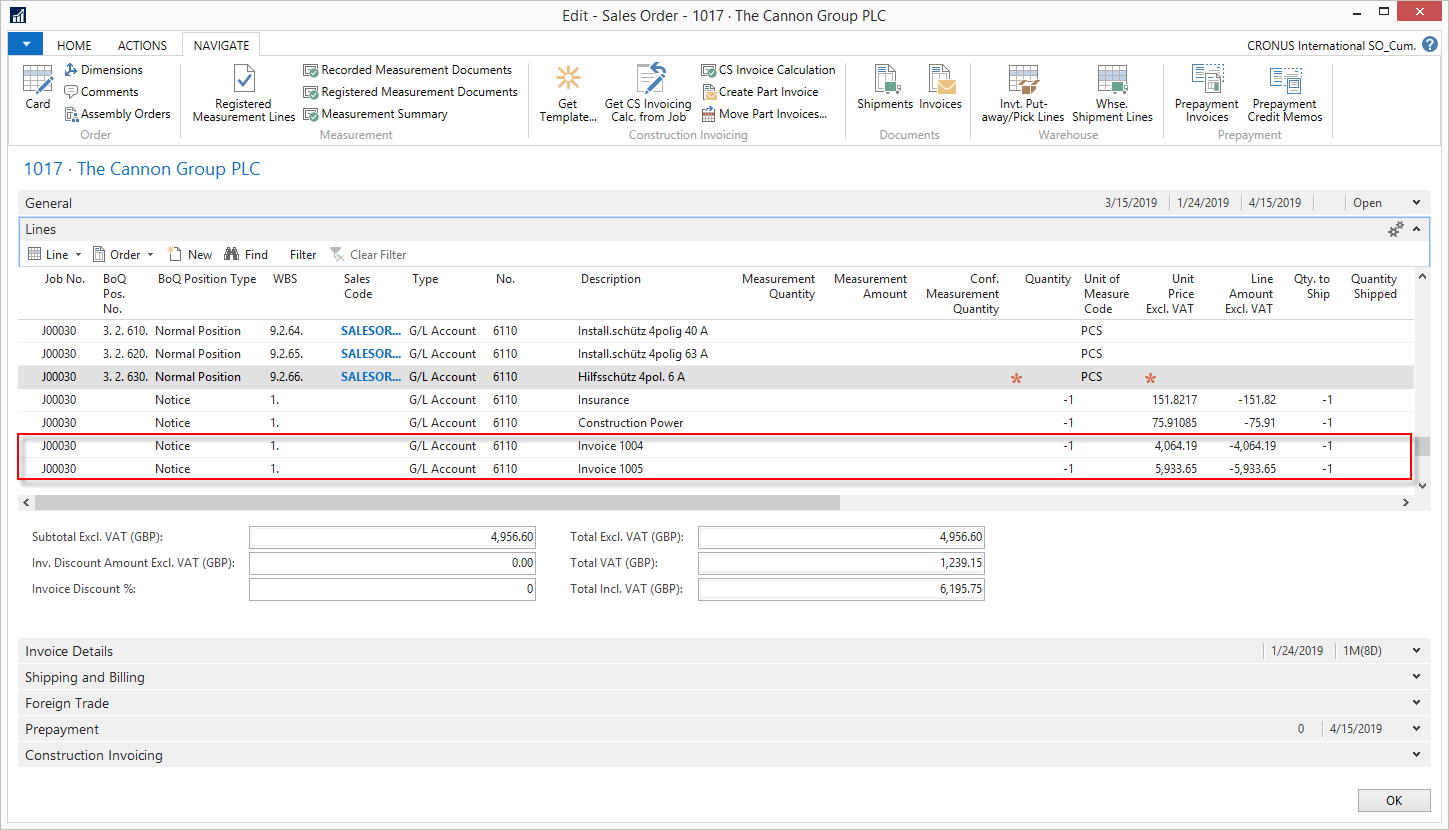 Edit - Sales Order - 1017 · The Cannon Group PLC
HOME ACTIONS NAVIGATE
CRONUS International SO_Cum. ?
Card
Dimensions
Comments
Assembly Orders
Order
Registered
Measurement Lines
Recorded Measurement Documents
Registered Measurement Documents
Measurement Summary
Measurement
Get
Template...
Get CS Invoicing
Calc. from Job
CS Invoice Calculation
Create Part Invoice
Move Part Invoices...
Construction Invoicing
Shipments
Invoices
Documents
Invt. Put-
away/Pick Lines
Whse.
Shipment Lines
Warehouse
Prepayment
Invoices
Prepayment
Credit Memos
Prepayment
1017 · The Cannon Group PLC
General 3/15/2019 1/24/2019 4/15/2019 Open
Lines
Line Order New Find Filter Clear Filter
Job No. BoQ BoQ Position Type WBS Sales Type No. Description Measurement Measurement Conf. Quantity Unit of Unit Line Qty. to Quantity
Pos. Code Quantity Amount Measurement Measure Price Amount Ship Shipped
No. Quantity Code Excl. VAT Excl. VAT
J00030 3. 2. 610. Normal Position 9.2.64. SALESOR... G/L Account 6110 Install.schütz 4polig 40 A PCS
J00030 3. 2. 620. Normal Position 9.2.65. SALESOR... G/L Account 6110 Install.schütz 4polig 63 A PCS
J00030 3. 2. 630. Normal Position 9.2.66. SALESOR... G/L Account 6110 Hilfsschütz 4pol. 6 A * PCS *
J00030 Notice 1. G/L Account 6110 Insurance -1 151.8217 -151.82 -1
J00030 Notice 1. G/L Account 6110 Construction Power -1 75.91085 -75.91 -1
J00030 Notice 1. G/L Account 6110 Invoice 1004 -1 4,064.19 -4,064.19 -1
J00030 Notice 1. G/L Account 6110 Invoice 1005 -1 5,933.65 -5,933.65 -1
Subtotal Excl. VAT (GBP): 4,956.60 Total Excl. VAT (GBP): 4,956.60
Inv. Discount Amount Excl. VAT (GBP): 0.00 Total VAT (GBP): 1,239.15
Invoice Discount %: 0 Total Incl. VAT (GBP): 6,195.75
Invoice Details 1/24/2019 1M(8D)
Shipping and Billing
Foreign Trade
Prepayment 0 4/15/2019
Construction Invoicing
OK